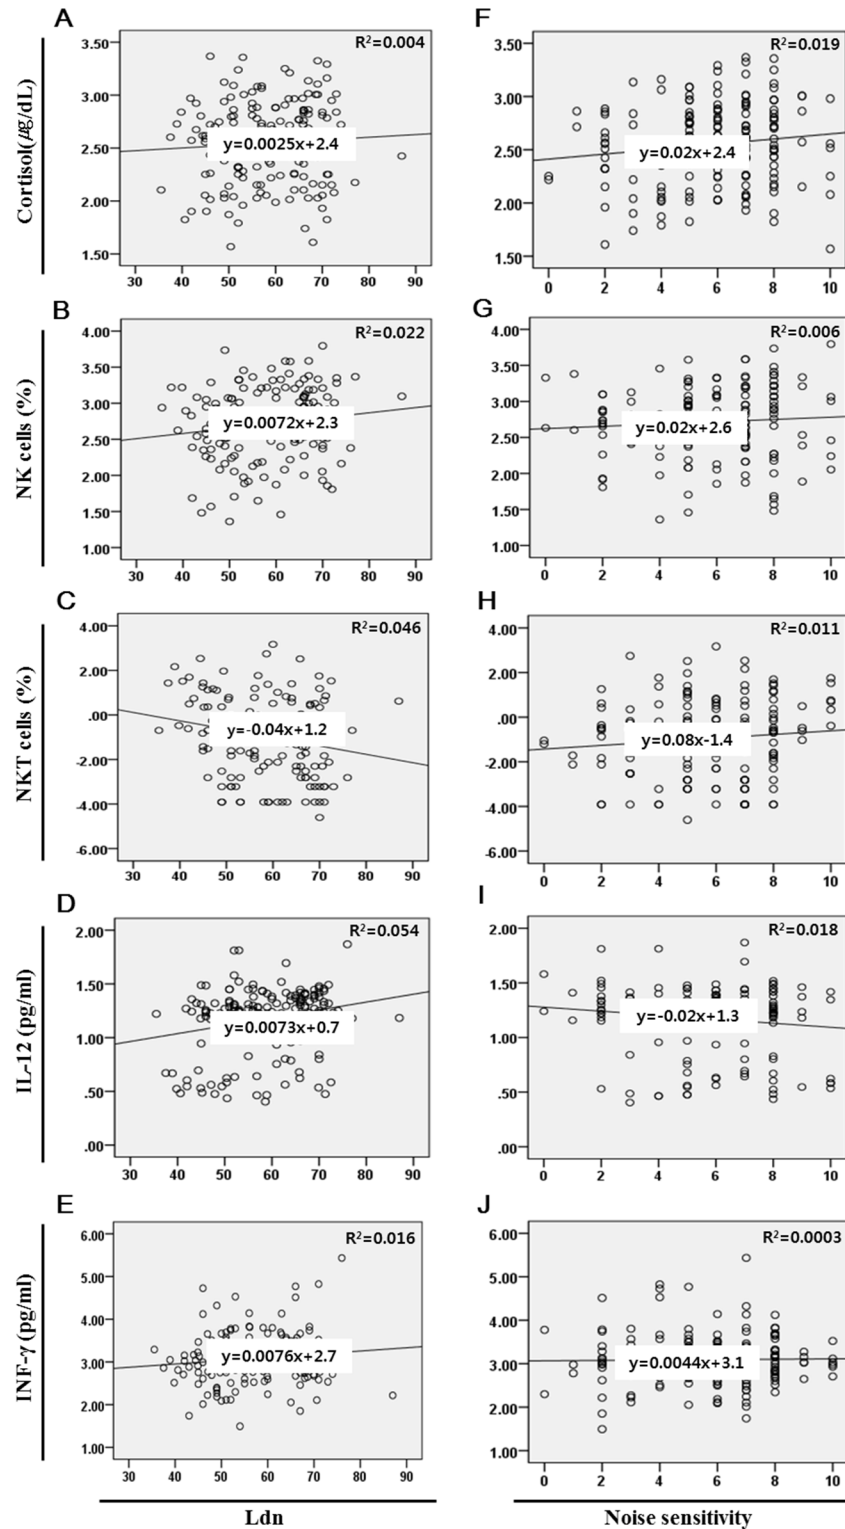 A
R²=0.004
Cortisol(㎍/dL)
3.50
3.00
2.50
2.00
1.50
y=0.0025x+2.4
30 40 50 60 70 80 90
F
R²=0.019
3.50
3.00
2.50
2.00
1.50
y=0.02x+2.4
0 2 4 6 8 10
B
R²=0.022
NK cells (%)
4.00
3.50
3.00
2.50
2.00
1.50
1.00
y=0.0072x+2.3
30 40 50 60 70 80 90
G
R²=0.006
4.00
3.50
3.00
2.50
2.00
1.50
1.00
y=0.02x+2.6
0 2 4 6 8 10
C
R²=0.046
NKT cells (%)
4.00
2.00
.00
-2.00
-4.00
-6.00
y=-0.04x+1.2
30 40 50 60 70 80 90
H
R²=0.011
4.00
2.00
.00
-2.00
-4.00
-6.00
y=0.08x-1.4
0 2 4 6 8 10
D
R²=0.054
IL-12 (pg/ml)
2.00
1.50
1.00
.50
.00
y=0.0073x+0.7
30 40 50 60 70 80 90
I
R²=0.018
2.00
1.50
1.00
.50
.00
y=-0.02x+1.3
0 2 4 6 8 10
E
R²=0.016
INF-γ (pg/ml)
6.00
5.00
4.00
3.00
2.00
1.00
y=0.0076x+2.7
30 40 50 60 70 80 90
Ldn
J
R²=0.0003
6.00
5.00
4.00
3.00
2.00
1.00
y=0.0044x+3.1
0 2 4 6 8 10
Noise sensitivity